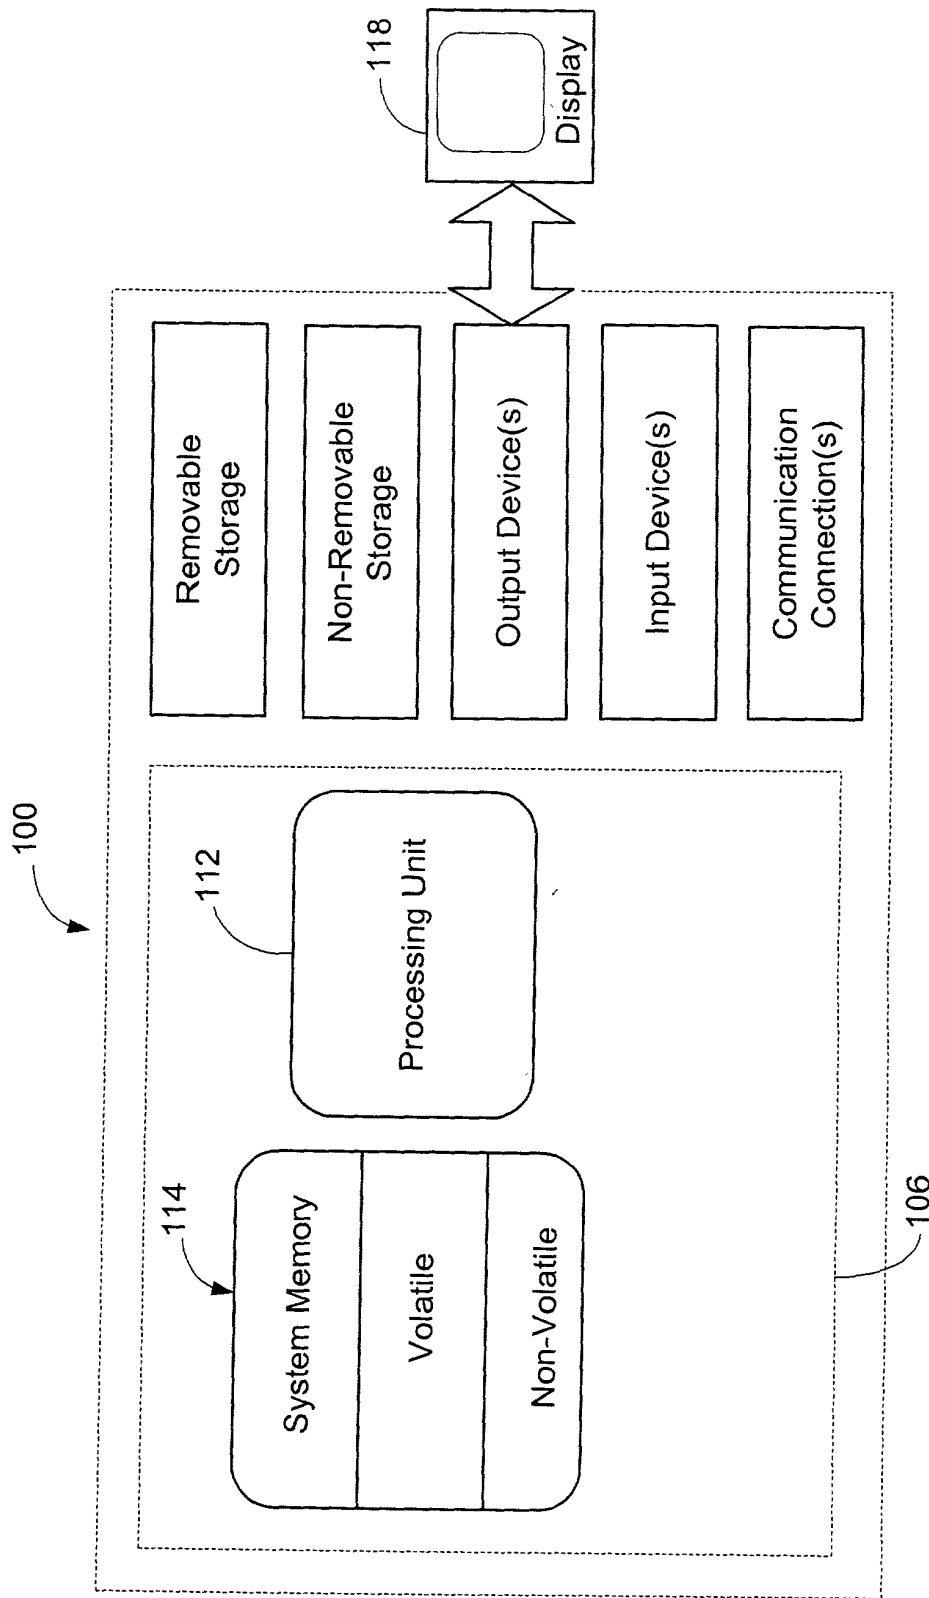 100
114
System Memory
Volatile
Non-Volatile
112
Processing Unit
106
Removable
Storage
Non-Removable
Storage
Output Device(s)
Input Device(s)
Communication
Connection(s)
118
Display